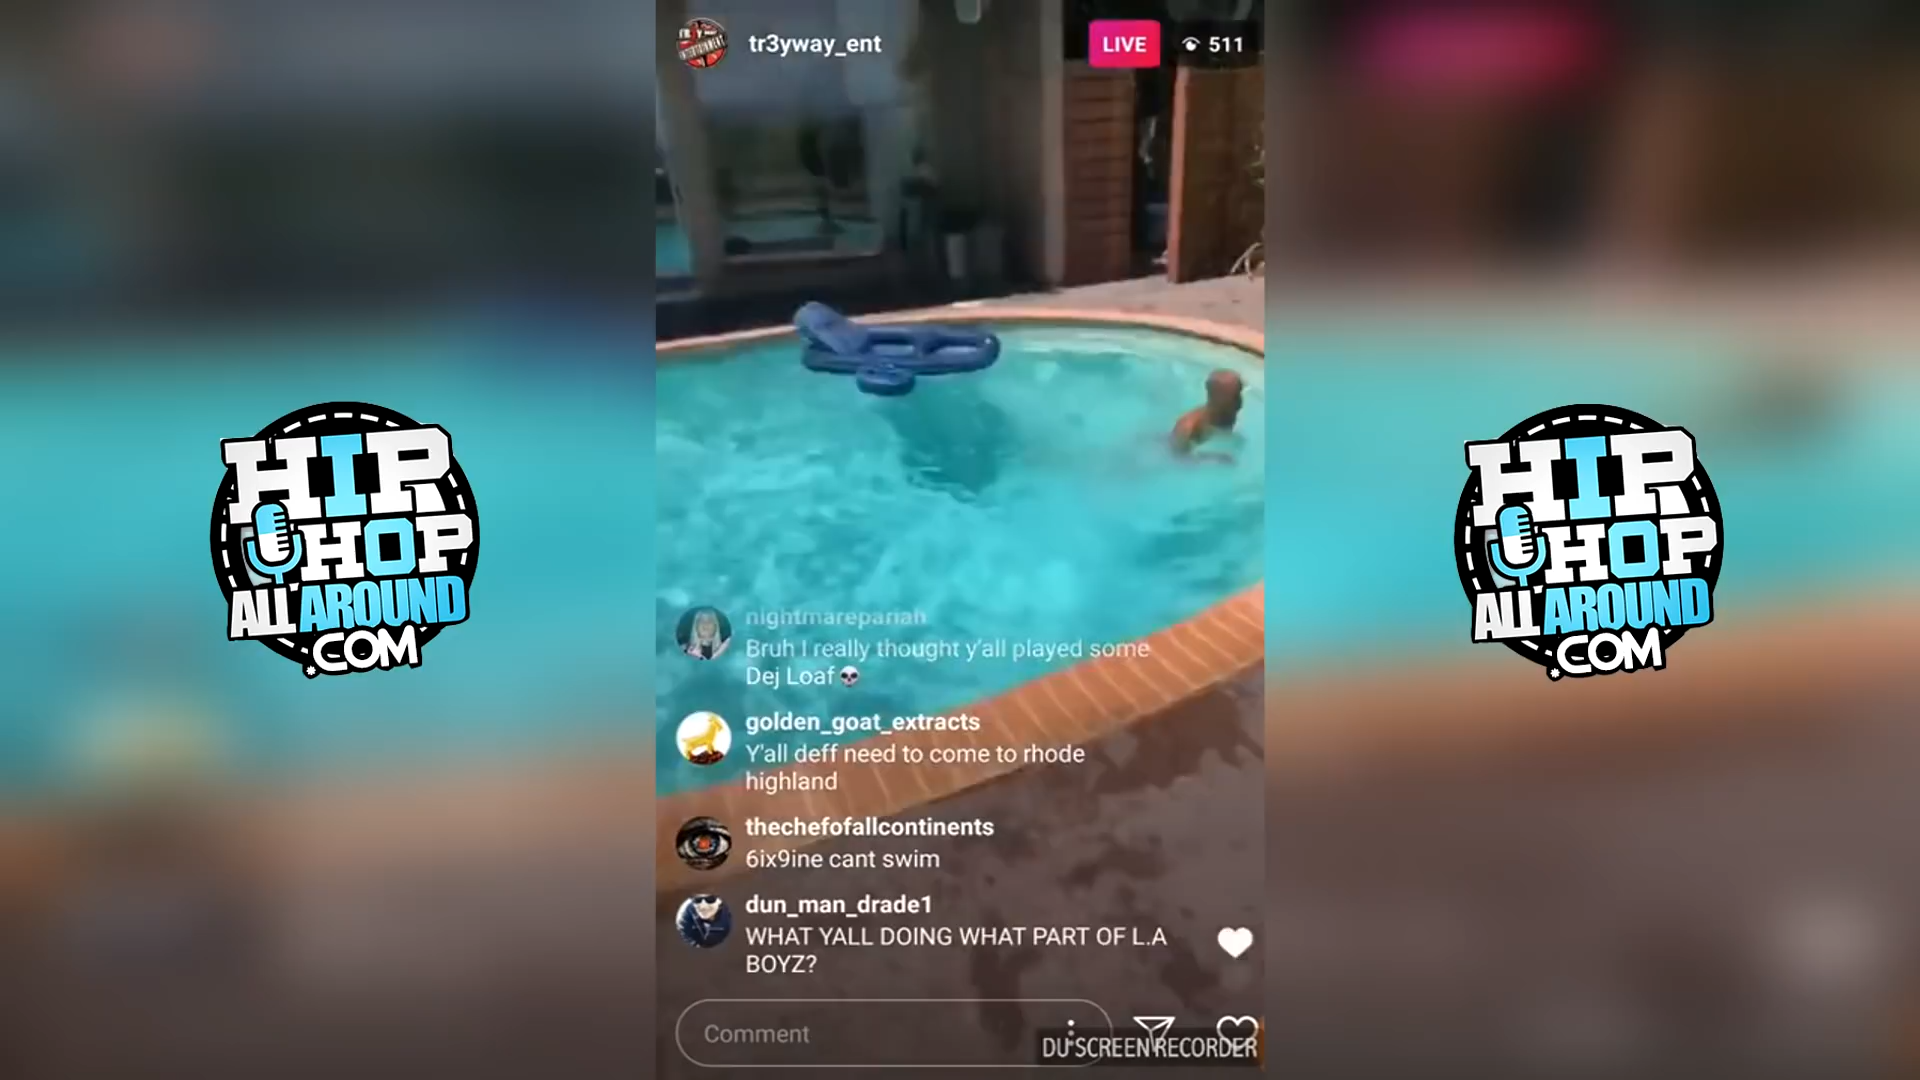 tr3yway_ent
LIVE
511
HIP
HOP
ALL AROUND
.COM
HIP
HOP
ALL AROUND
.COM
nightmarepariah
Bruh I really thought y'all played some
Dej Loaf💀
golden_goat_extracts
Y'all deff need to come to rhode
highland
thechefofallcontinents
6ix9ine cant swim
dun_man_drade1
WHAT YALL DOING WHAT PART OF L.A
BOYZ?
Comment
DU SCREEN RECORDER